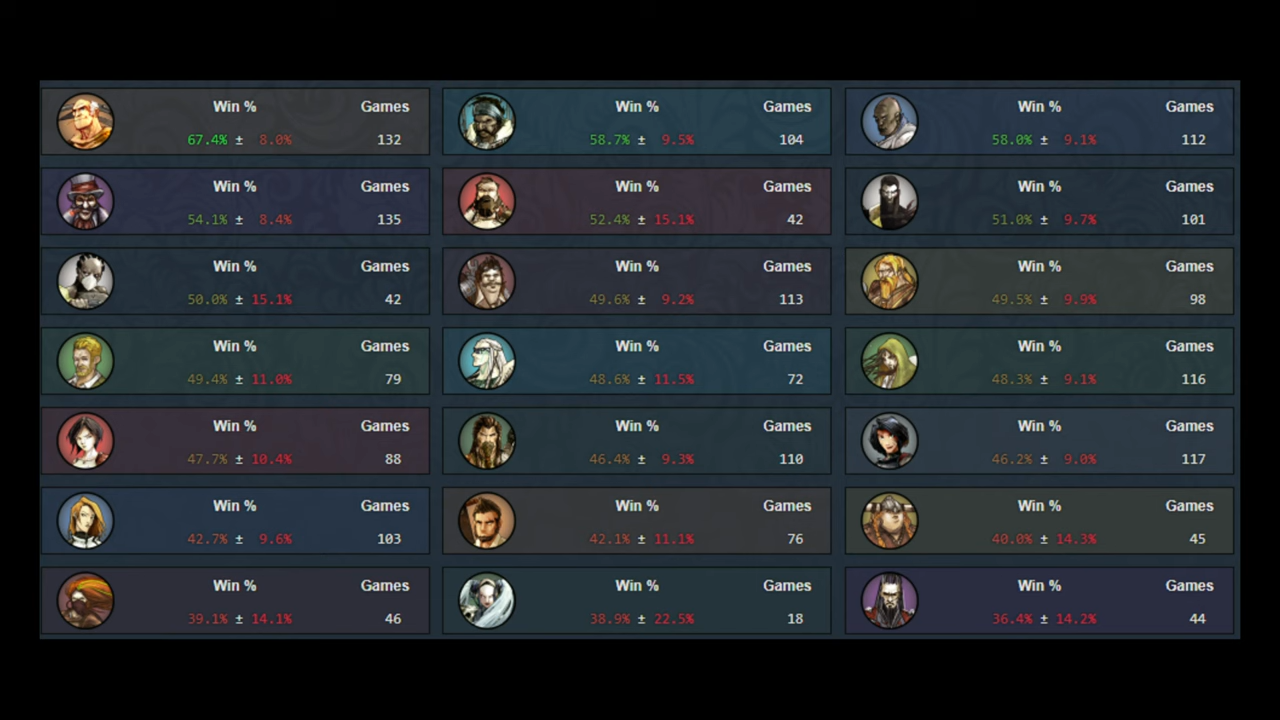 Win % Games Win % Games Win % Games
67.4% ± 8.0% 132 58.7% ± 9.5% 104 58.0% ± 9.1% 112
Win % Games Win % Games Win % Games
54.1% ± 8.4% 135 52.4% ± 15.1% 42 51.0% ± 9.7% 101
Win % Games Win % Games Win % Games
50.0% ± 15.1% 42 49.6% ± 9.2% 113 49.5% ± 9.9% 98
Win % Games Win % Games Win % Games
49.4% ± 11.0% 79 48.6% ± 11.5% 72 48.3% ± 9.1% 116
Win % Games Win % Games Win % Games
47.7% ± 10.4% 88 46.4% ± 9.3% 110 46.2% ± 9.0% 117
Win % Games Win % Games Win % Games
42.7% ± 9.6% 103 42.1% ± 11.1% 76 40.0% ± 14.3% 45
Win % Games Win % Games Win % Games
39.1% ± 14.1% 46 38.9% ± 22.5% 18 36.4% ± 14.2% 44